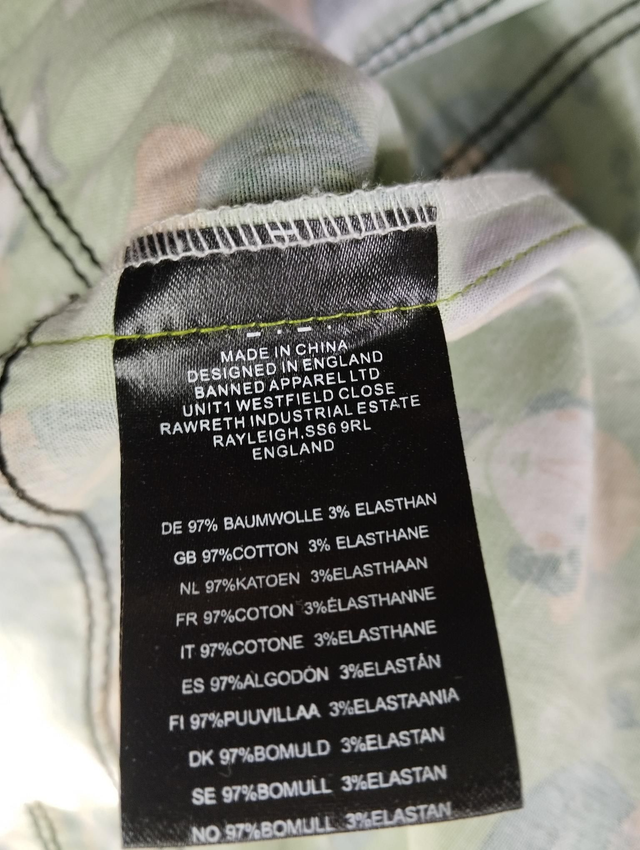 MADE IN CHINA
DESIGNED IN ENGLAND
BANNED APPAREL LTD
UNIT1 WESTFIELD CLOSE
RAWRETH INDUSTRIAL ESTATE
RAYLEIGH,SS6 9RL
ENGLAND
DE 97% BAUMWOLLE 3% ELASTHAN
GB 97%COTTON 3% ELASTHANE
NL 97%KATOEN 3%ELASTHAAN
FR 97%COTON 3%ÉLASTHANNE
IT 97%COTONE 3%ELASTHANE
ES 97%ALGODÓN 3%ELASTÁN
FI 97%PUUVILLAA 3%ELASTAANIA
DK 97%BOMULD 3%ELASTAN
SE 97%BOMULL 3%ELASTAN
NO 97%BOMULL 3%ELASTAN